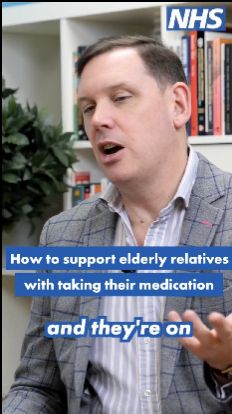 NHS
How to support elderly relatives
with taking their medication
and they're on